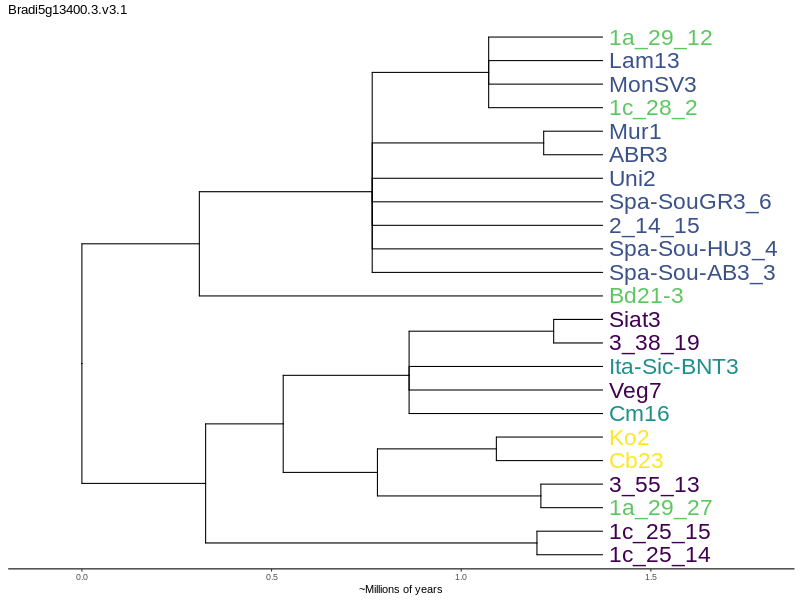 Bradi5g13400.3.v3.1
1a_29_12
Lam13
MonSV3
1c_28_2
Mur1
ABR3
Uni2
Spa-SouGR3_6
2_14_15
Spa-Sou-HU3_4
Spa-Sou-AB3_3
Bd21-3
Siat3
3_38_19
Ita-Sic-BNT3
Veg7
Cm16
Ko2
Cb23
3_55_13
1a_29_27
1c_25_15
1c_25_14
0.0 0.5 1.0 1.5
~Millions of years